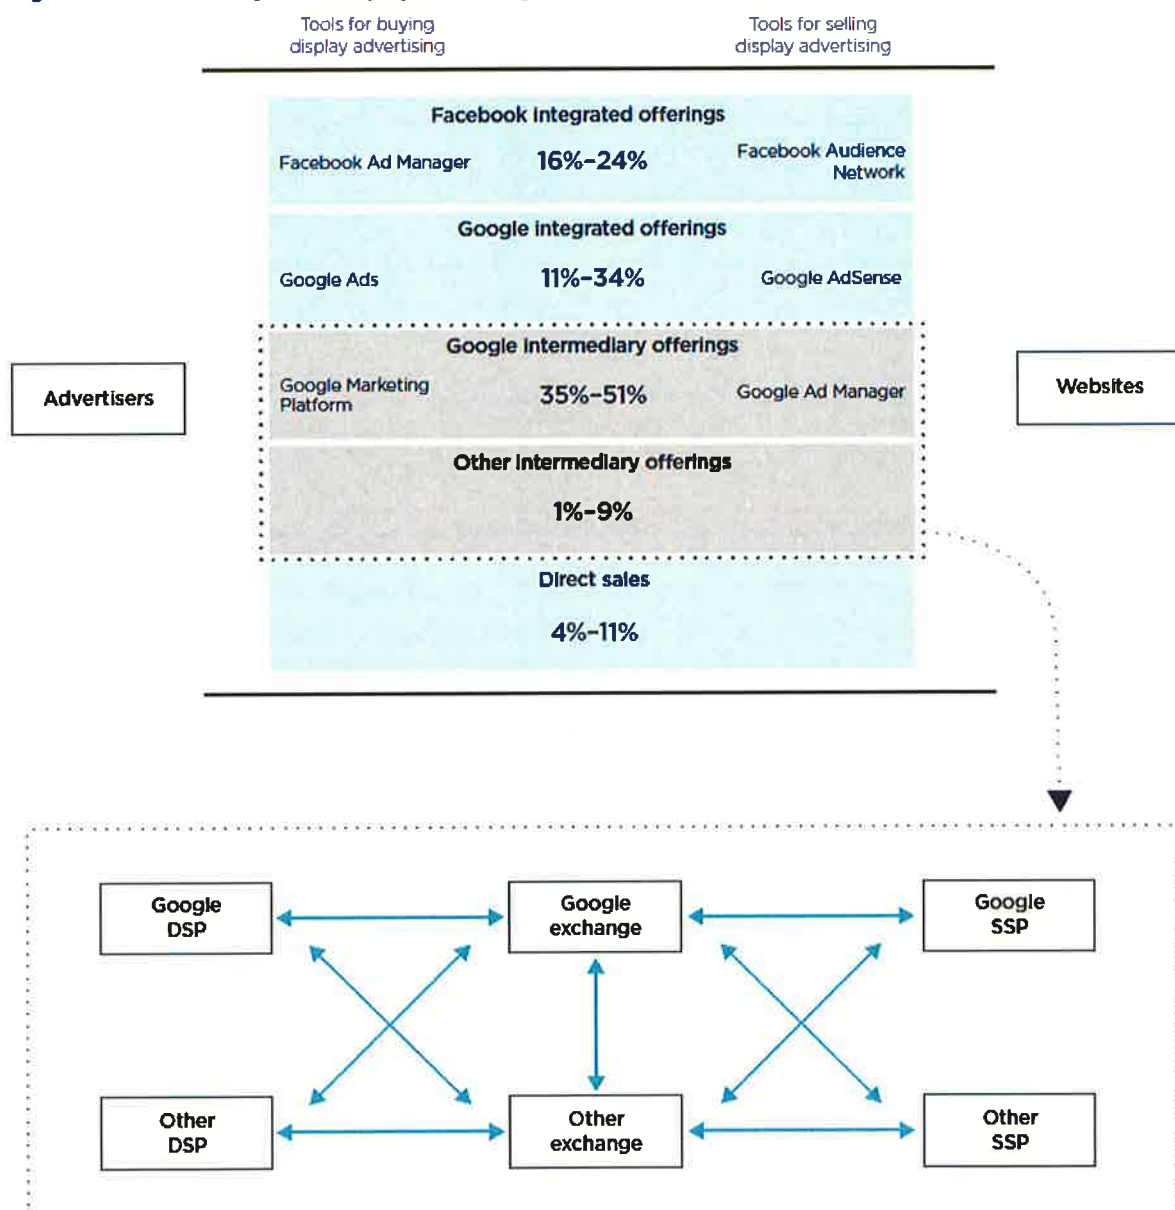 Tools for buying
display advertising
Tools for selling
display advertising
Facebook integrated offerings
Facebook Ad Manager
16%–24%
Facebook Audience
Network
Google integrated offerings
Google Ads
11%–34%
Google AdSense
Google intermediary offerings
Google Marketing
Platform
35%–51%
Google Ad Manager
Advertisers
Websites
Other intermediary offerings
1%–9%
Direct sales
4%–11%
Google
DSP
Google
exchange
Google
SSP
Other
DSP
Other
exchange
Other
SSP